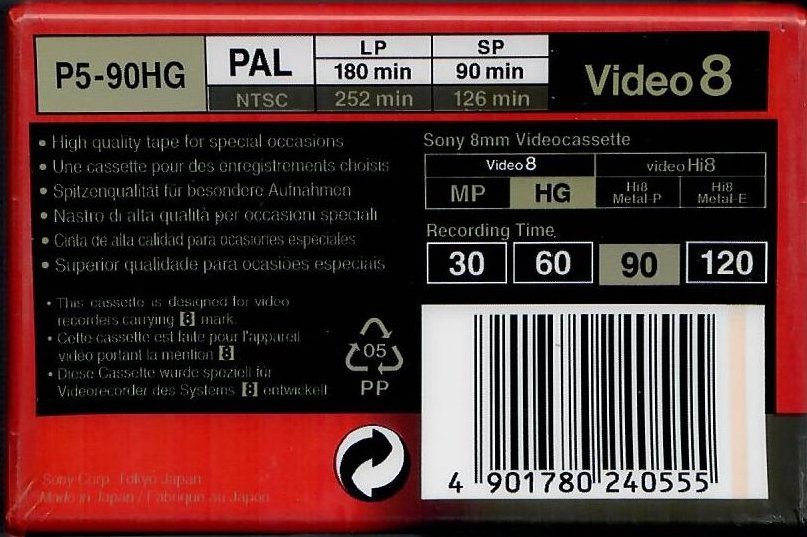 P5-90HG
PAL
LP
SP
180 min
90 min
NTSC
252 min
126 min
Video 8
• High quality tape for special occasions
• Une cassette pour des enregistrements choisis
• Spitzenqualität für besondere Aufnahmen
• Nastro di alta qualità per occasioni speciali
• Cinta de alta calidad para ocasiones especiales
• Superior qualidade para ocasiões especiais
• This cassette is designed for video
recorders carrying 8 mark.
• Cette cassette est faite pour l'appareil
vidéo portant la mention 8
• Diese Cassette wurde speziell für
Videorecorder des Systems 8 entwickelt
05
PP
Sony 8mm Videocassette
Video 8
video Hi8
MP
HG
Hi8
Metal-P
Hi8
Metal-E
Recording Time
30
60
90
120
4 901780 240555
Sony Corp. Tokyo Japan
Made in Japan / Fabriqué au Japon